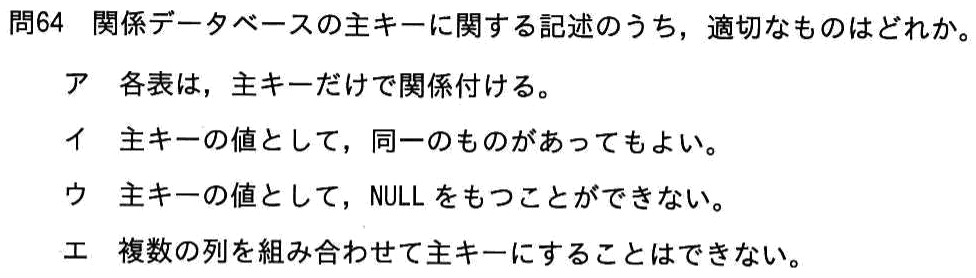 問64 関係データベースの主キーに関する記述のうち，適切なものはどれか。
ア 各表は，主キーだけで関係付ける。
イ 主キーの値として，同一のものがあってもよい。
ウ 主キーの値として，NULLをもつことができない。
エ 複数の列を組み合わせて主キーにすることはできない。